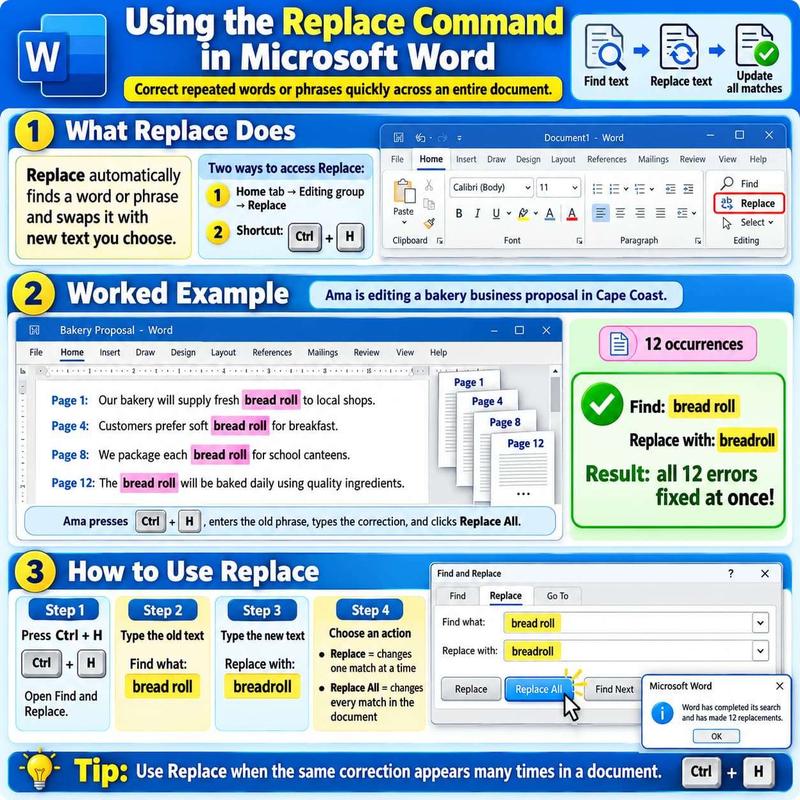 W
Using the Replace Command
in Microsoft Word
Correct repeated words or phrases quickly across an entire document.
Find text
Replace text
Update
all matches
1 What Replace Does
Replace automatically
finds a word or phrase
and swaps it with
new text you choose.
Two ways to access Replace:
1 Home tab → Editing group
→ Replace
2 Shortcut: Ctrl + H
Document1 - Word
File Home Insert Draw Design Layout References Mailings Review View Help
Paste
Calibri (Body) 11
B I U A A
Find
Replace
Select
Clipboard Font Paragraph Editing
2 Worked Example
Ama is editing a bakery business proposal in Cape Coast.
Bakery Proposal - Word
File Home Insert Draw Design Layout References Mailings Review View Help
Page 1: Our bakery will supply fresh bread roll to local shops.
Page 4: Customers prefer soft bread roll for breakfast.
Page 8: We package each bread roll for school canteens.
Page 12: The bread roll will be baked daily using quality ingredients.
Page 1
Page 4
Page 8
Page 12
...
Ama presses Ctrl + H, enters the old phrase, types the correction, and clicks Replace All.
12 occurrences
Find: bread roll
Replace with: breadroll
Result: all 12 errors
fixed at once!
3 How to Use Replace
Step 1
Press Ctrl + H
Ctrl + H
Open Find and
Replace.
Step 2
Type the old text
Find what:
bread roll
Step 3
Type the new text
Replace with:
breadroll
Step 4
Choose an action
• Replace = changes
one match at a time
• Replace All = changes
every match in the
document
Find and Replace ? ×
Find Replace Go To
Find what: bread roll
Replace with: breadroll
Replace Replace All Find Next
Microsoft Word ×
i Word has completed its search
and has made 12 replacements.
OK
Tip: Use Replace when the same correction appears many times in a document. Ctrl + H